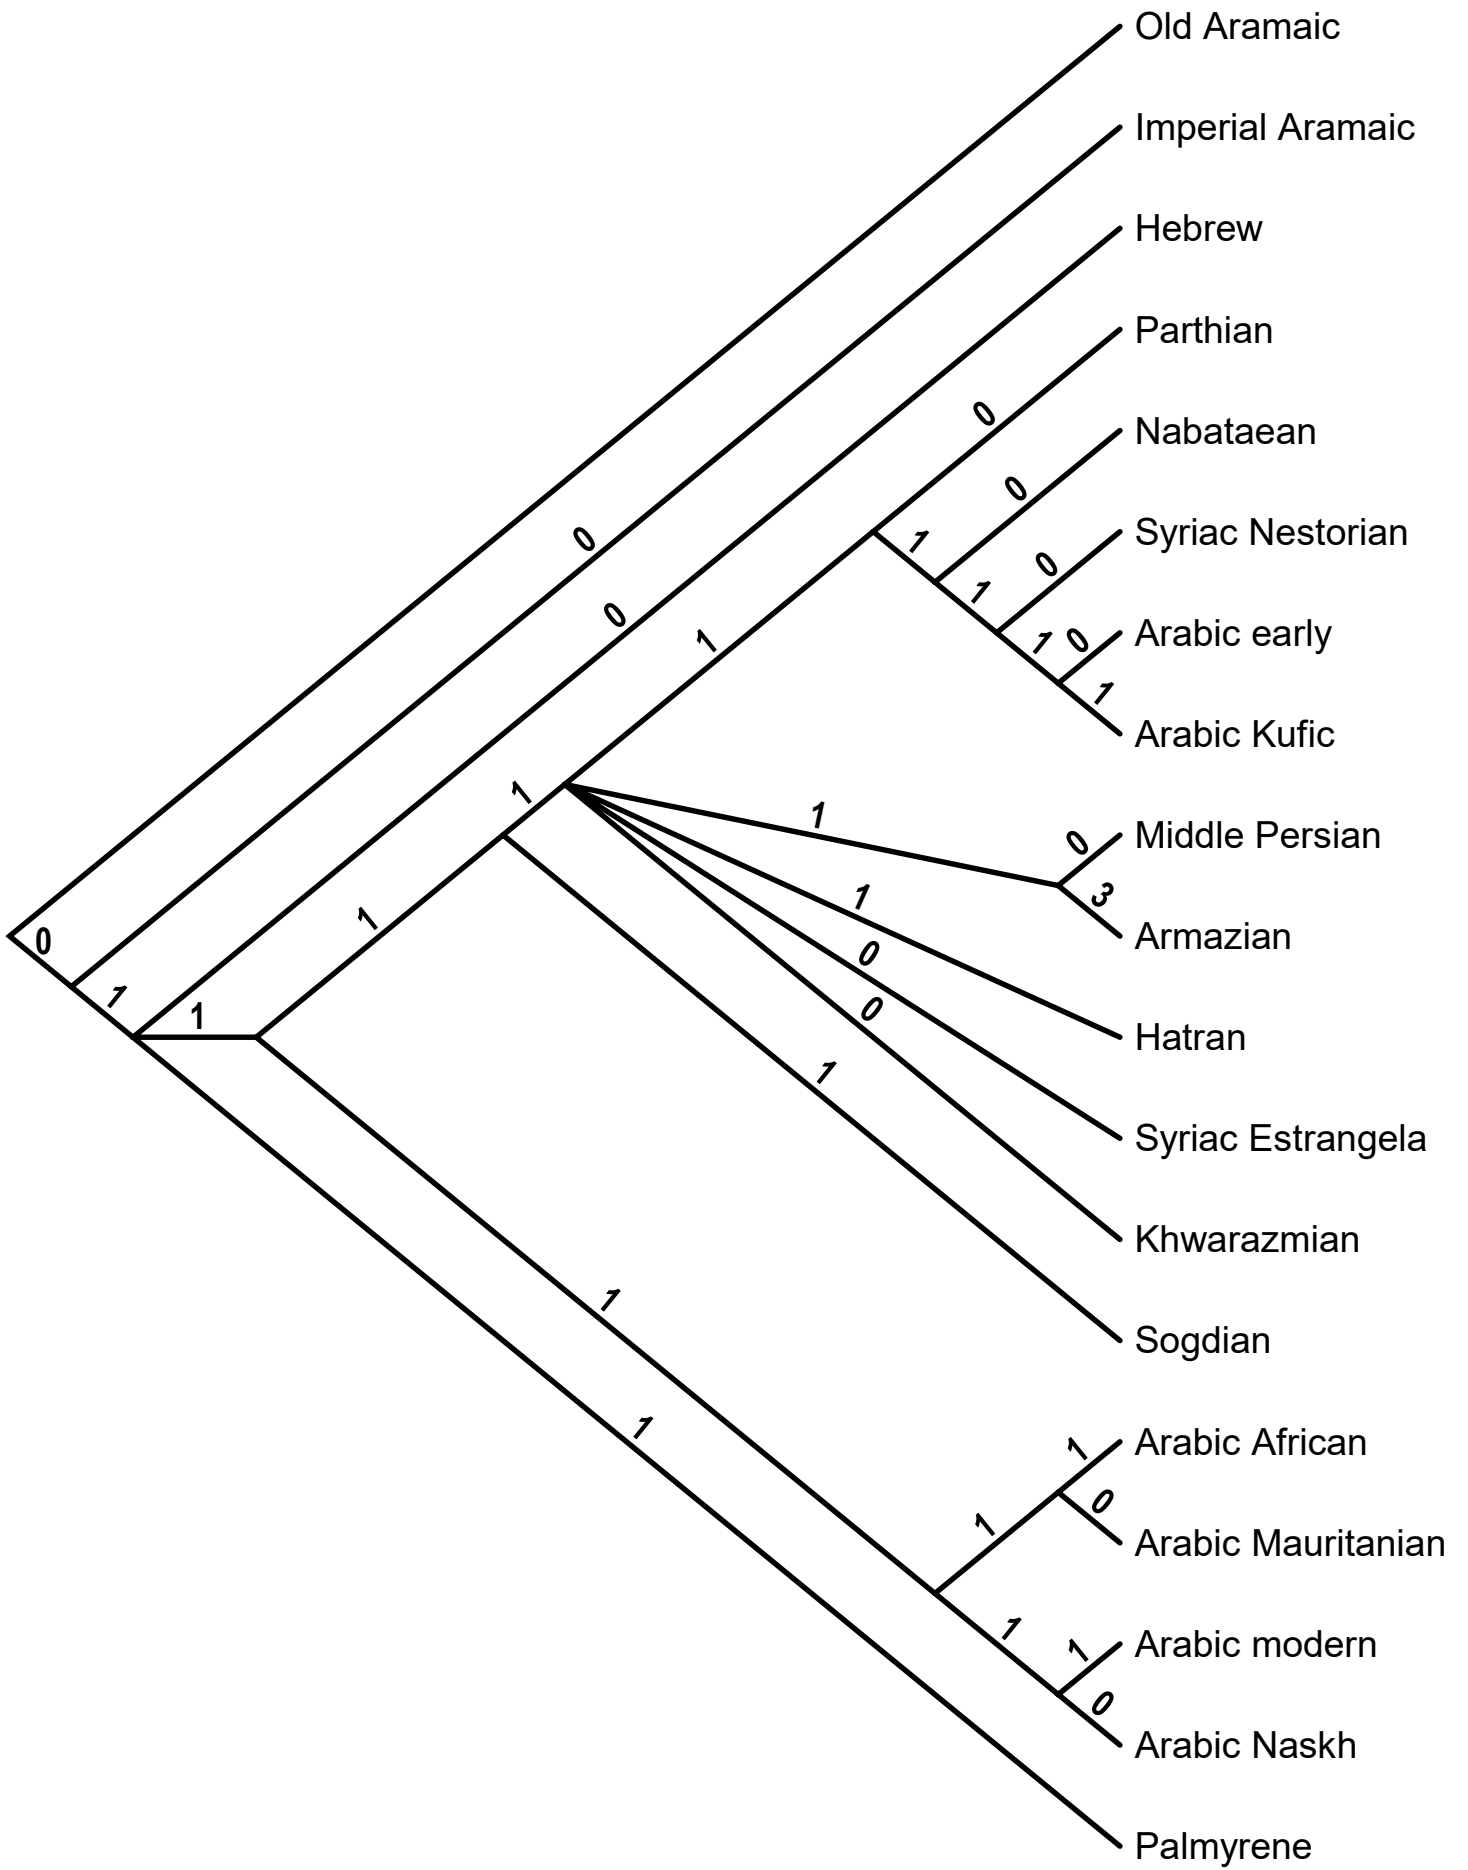 Old Aramaic
Imperial Aramaic
Hebrew
Parthian
0
Nabataean
0
Syriac Nestorian
0
1
0
1
Arabic early
0
0
1
1
1
Arabic Kufic
1
Middle Persian
1
1
0
Armazian
3
1
1
0
0
Hatran
1
1
0
Syriac Estrangela
1
Khwarazmian
Sogdian
1
Arabic African
1
1
Arabic Mauritanian
0
1
Arabic modern
1
1
Arabic Naskh
0
Palmyrene